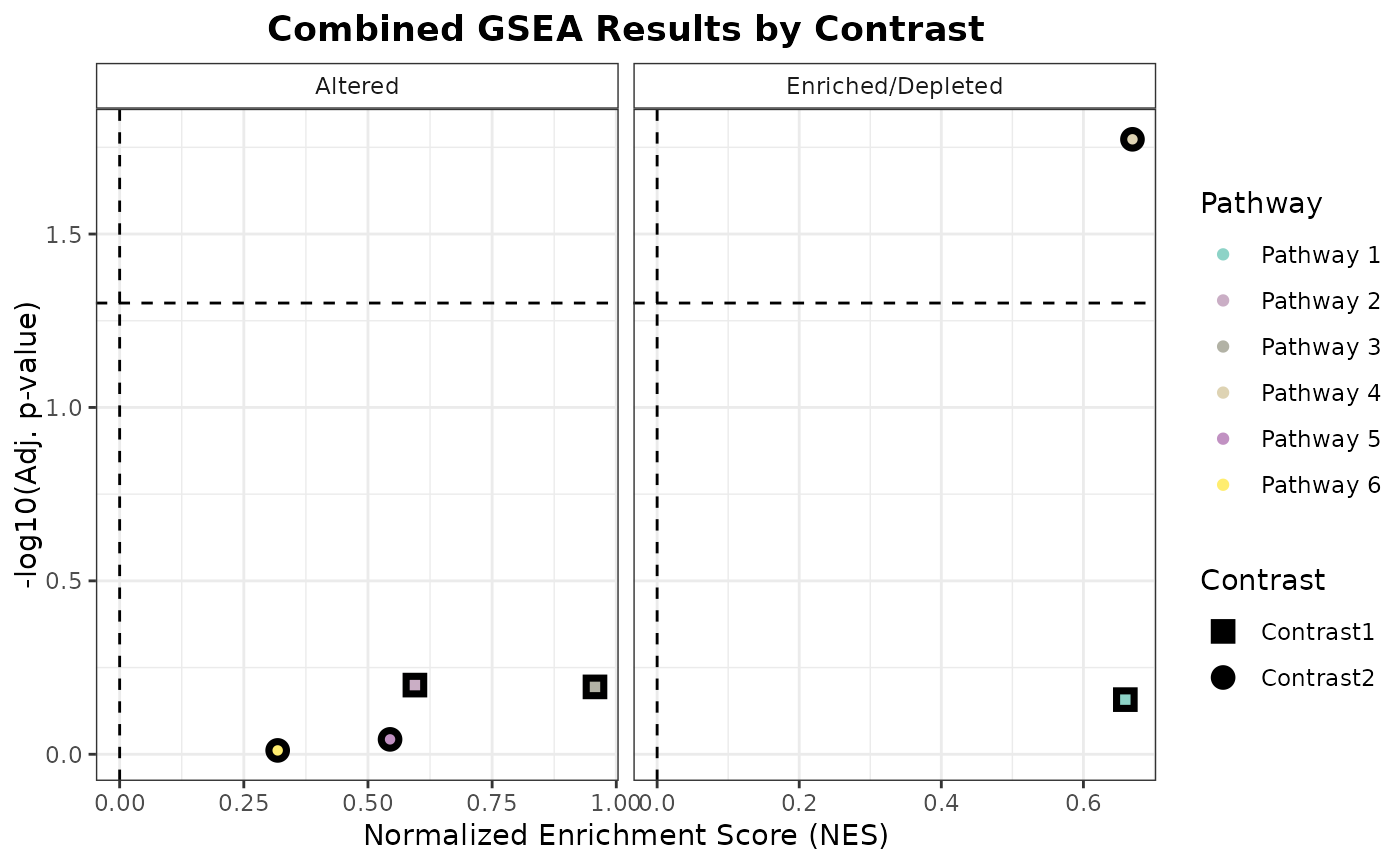 Combined GSEA Results by Contrast
Altered
Enriched/Depleted
-log10(Adj. p-value)
1.5
1.0
0.5
0.0
0.00
0.25
0.50
0.75
1.00
0.0
0.2
0.4
0.6
Normalized Enrichment Score (NES)
Pathway
Pathway 1
Pathway 2
Pathway 3
Pathway 4
Pathway 5
Pathway 6
Contrast
Contrast1
Contrast2